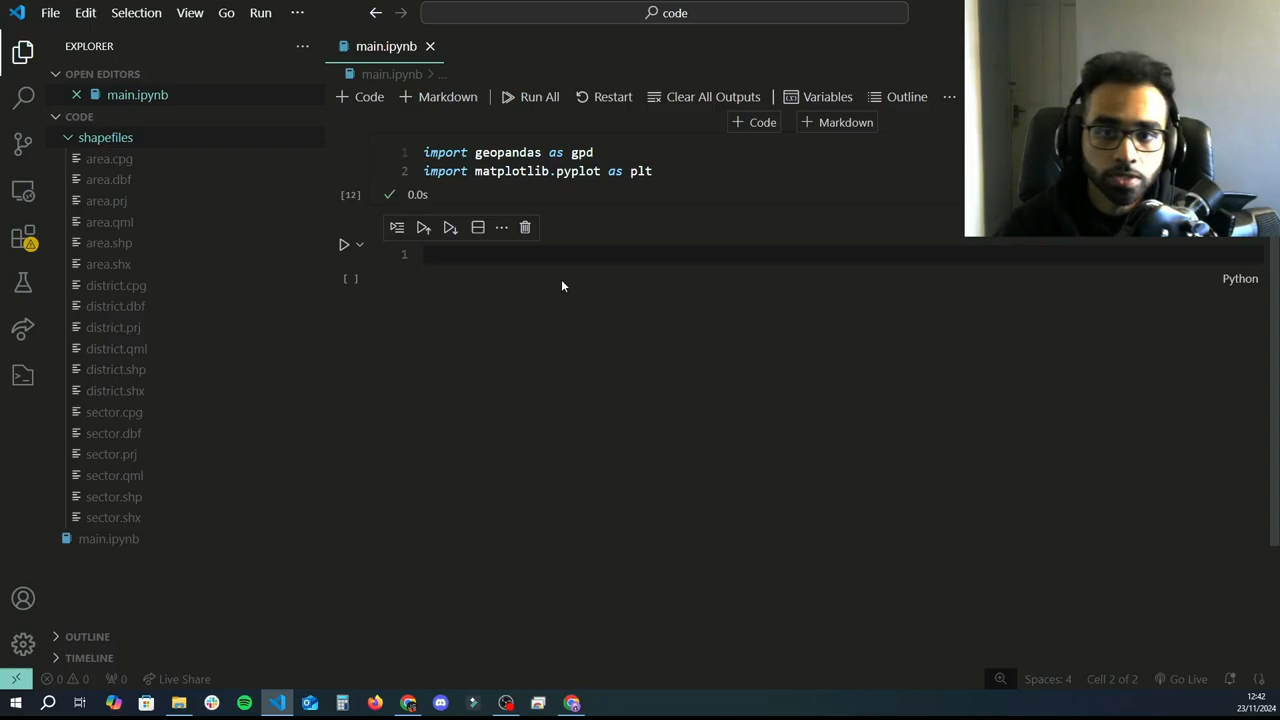 File Edit Selection View Go Run ··· code
EXPLORER ···
OPEN EDITORS
main.ipynb
CODE
shapefiles
area.cpg
area.dbf
area.prj
area.qml
area.shp
area.shx
district.cpg
district.dbf
district.prj
district.qml
district.shp
district.shx
sector.cpg
sector.dbf
sector.prj
sector.qml
sector.shp
sector.shx
main.ipynb
OUTLINE
TIMELINE
main.ipynb
main.ipynb > ...
+ Code + Markdown Run All Restart Clear All Outputs Variables Outline ···
+ Code + Markdown
1 import geopandas as gpd
2 import matplotlib.pyplot as plt
[12] 0.0s
1
[ ] Python
0 0 0 Live Share Spaces: 4 Cell 2 of 2 Go Live
12:42
23/11/2024